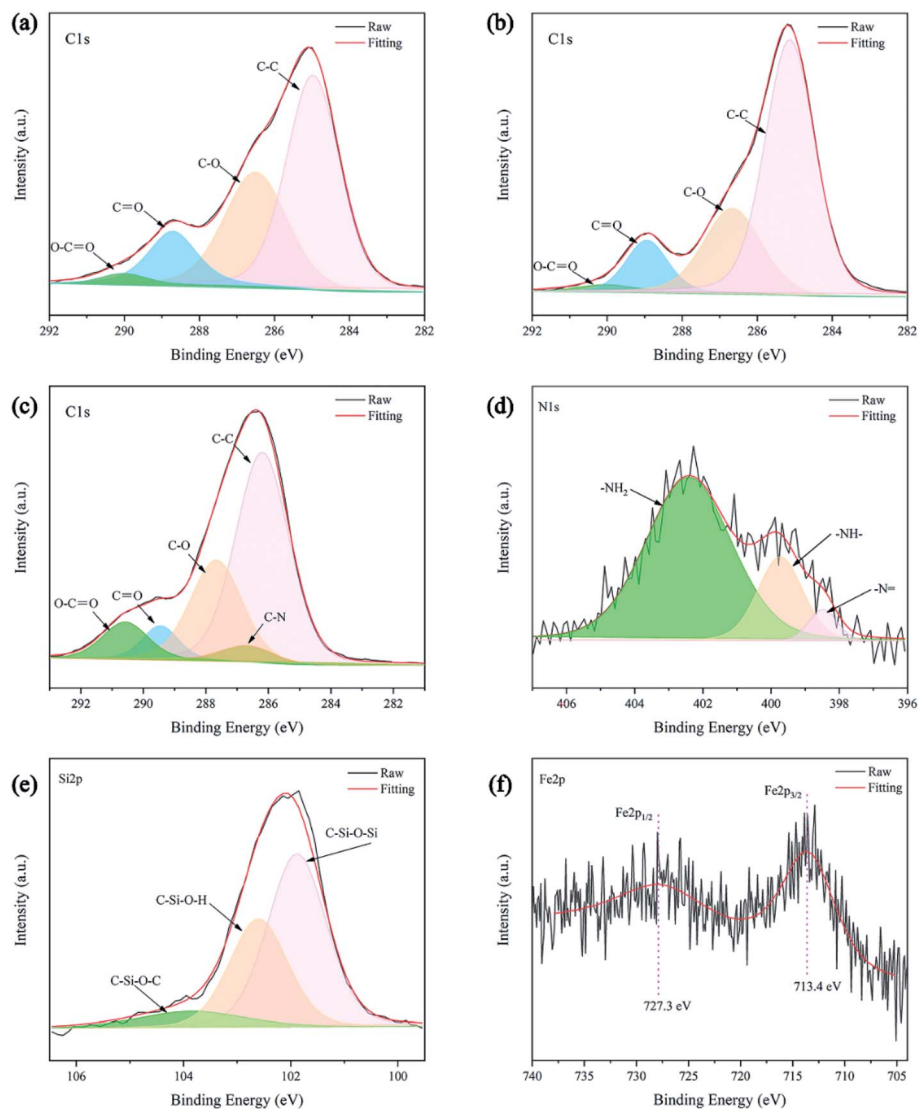 (a)
C1s
Raw
Fitting
C-C
C-O
C=O
O-C=O
Intensity (a.u.)
292 290 288 286 284 282
Binding Energy (eV)
(b)
C1s
Raw
Fitting
C-C
C-O
C=O
O-C=O
Intensity (a.u.)
292 290 288 286 284 282
Binding Energy (eV)
(c)
C1s
Raw
Fitting
C-C
C-O
C=O
O-C=O
C-N
Intensity (a.u.)
292 290 288 286 284 282
Binding Energy (eV)
(d)
N1s
Raw
Fitting
-NH2
-NH-
-N=
Intensity (a.u.)
406 404 402 400 398 396
Binding Energy (eV)
(e)
Si2p
Raw
Fitting
C-Si-O-Si
C-Si-O-H
C-Si-O-C
Intensity (a.u.)
106 104 102 100
Binding Energy (eV)
(f)
Fe2p
Raw
Fitting
Fe2p3/2
Fe2p1/2
713.4 eV
727.3 eV
Intensity (a.u.)
740 735 730 725 720 715 710 705
Binding Energy (eV)